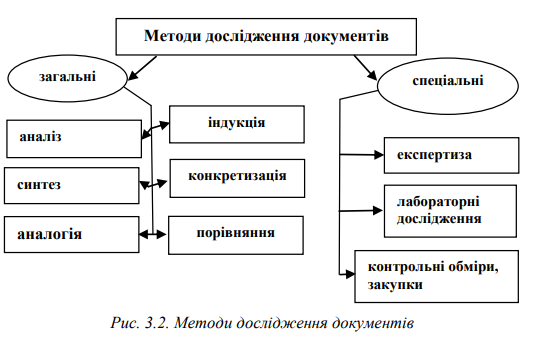 Методи дослідження документів
загальні
спеціальні
аналіз
індукція
синтез
конкретизація
аналогія
порівняння
експертиза
лабораторні
дослідження
контрольні обміри,
закупки
Рис. 3.2. Методи дослідження документів